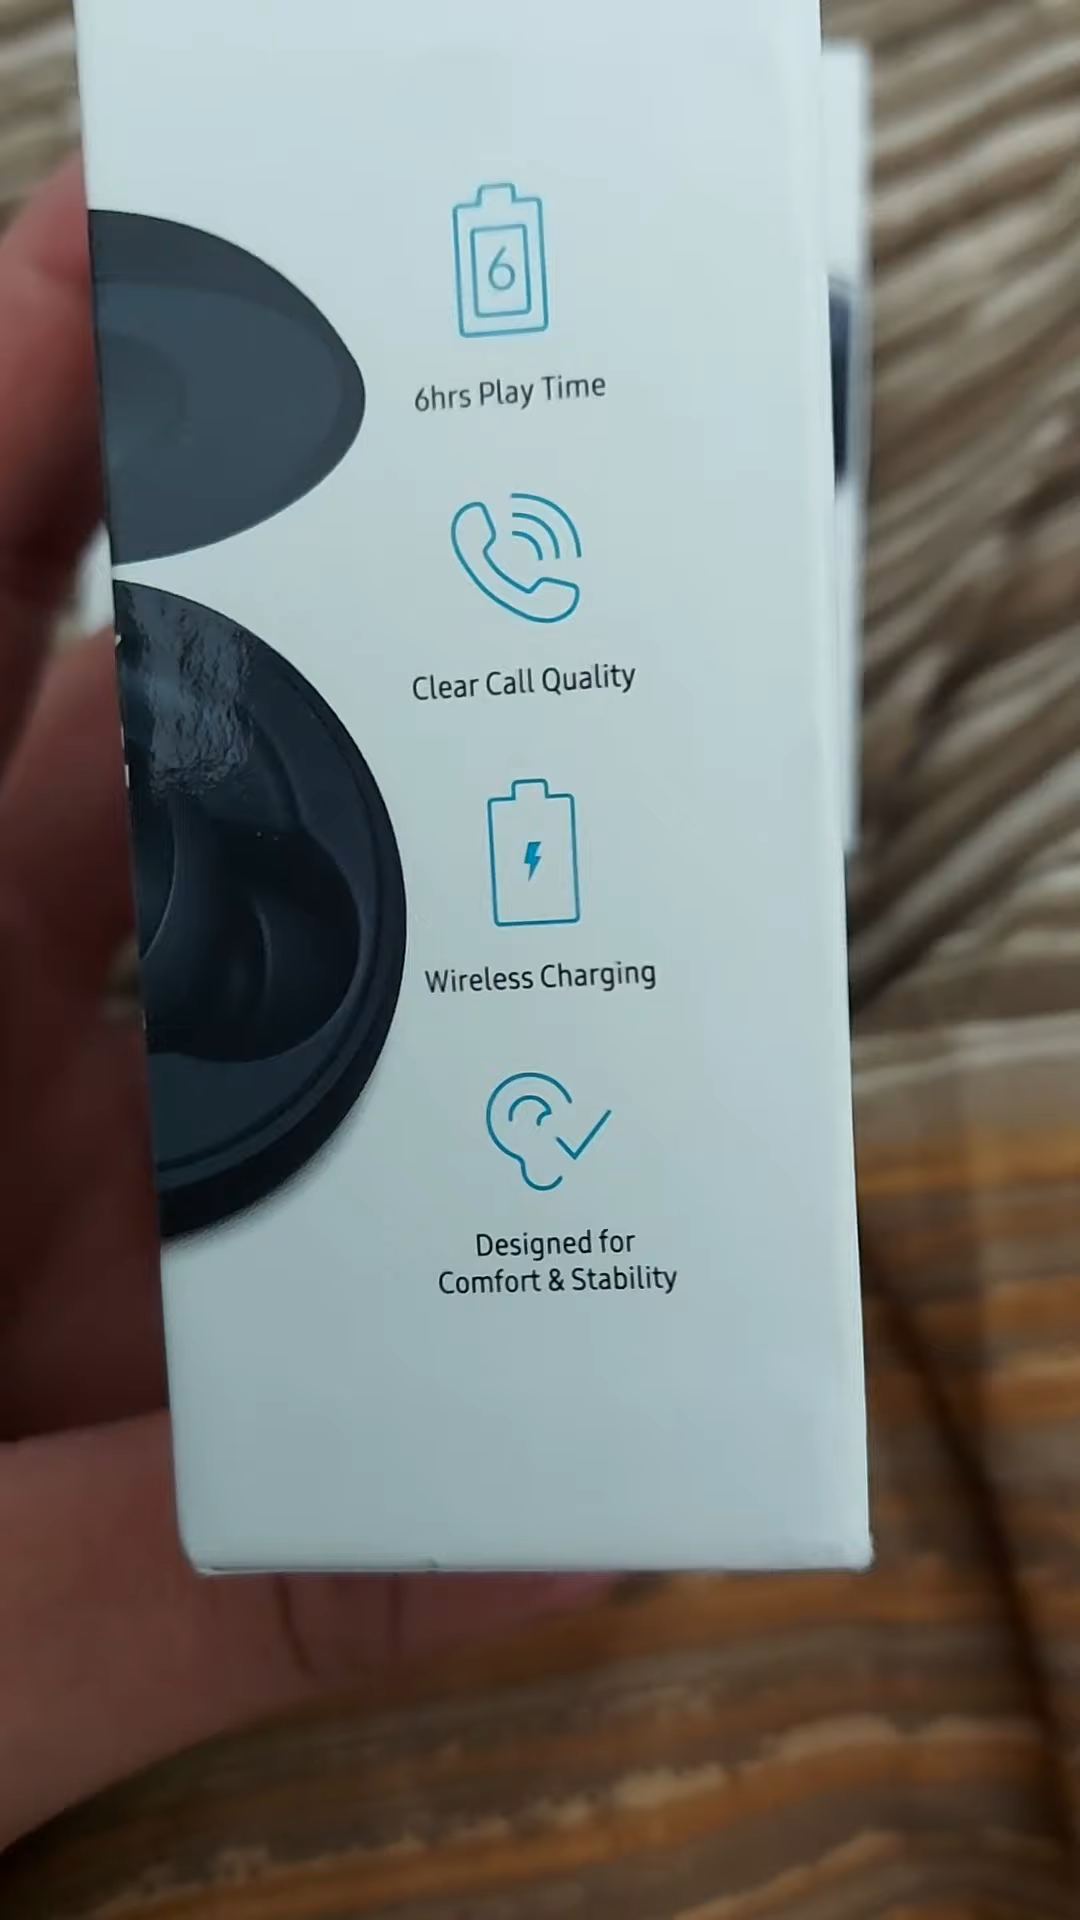 6
6hrs Play Time
Clear Call Quality
Wireless Charging
Designed for
Comfort & Stability